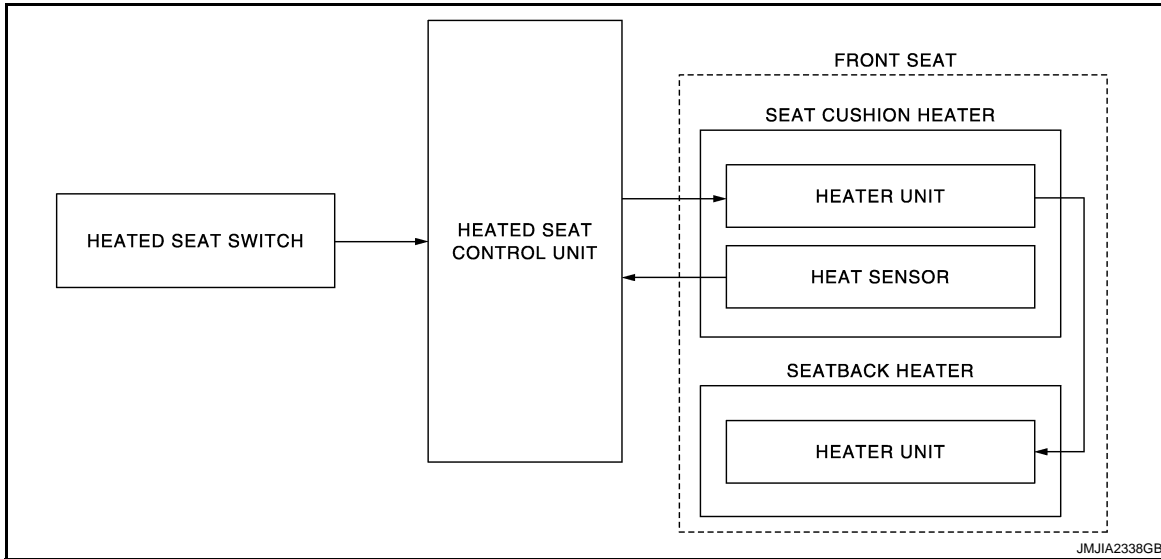 FRONT SEAT
SEAT CUSHION HEATER
HEATER UNIT
HEATED SEAT SWITCH
HEATED SEAT
CONTROL UNIT
HEAT SENSOR
SEATBACK HEATER
HEATER UNIT
JMJIA2338GB